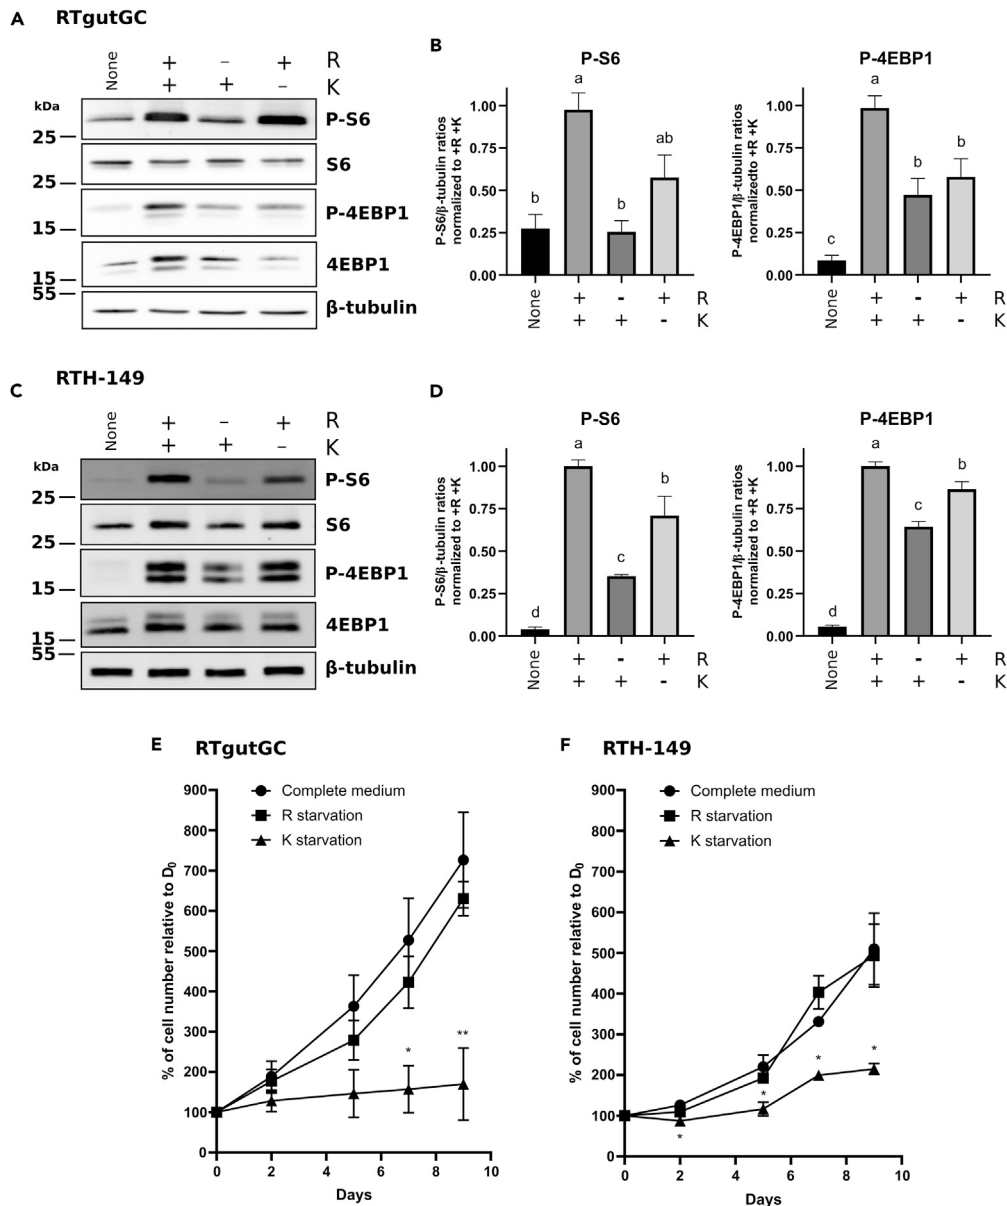 A RTgutGC
None + – + R
+ + – K
kDa
P-S6
25
S6
25
P-4EBP1
15
4EBP1
15
55
β-tubulin
B
P-S6
P-S6/β-tubulin ratios
normalized to +R +K
1.00
0.75
0.50
0.25
0.00
b a b ab
None + - + R
+ + - K
P-4EBP1
P-4EBP1/β-tubulin ratios
normalizedto +R +K
1.00
0.75
0.50
0.25
0.00
c a b b
None + - + R
+ + - K
C RTH-149
None + – + R
+ + – K
kDa
P-S6
25
S6
25
P-4EBP1
15
4EBP1
15
55
β-tubulin
D
P-S6
P-S6/β-tubulin ratios
normalized to +R +K
1.00
0.75
0.50
0.25
0.00
d a c b
None + - + R
+ + - K
P-4EBP1
P-4EBP1/β-tubulin ratios
normalized to +R +K
1.00
0.75
0.50
0.25
0.00
d a c b
None + - + R
+ + - K
E RTgutGC
Complete medium
R starvation
K starvation
% of cell number relative to D0
900
800
700
600
500
400
300
200
100
0
* **
0 2 4 6 8 10
Days
F RTH-149
Complete medium
R starvation
K starvation
% of cell number relative to D0
900
800
700
600
500
400
300
200
100
0
* * * *
0 2 4 6 8 10
Days